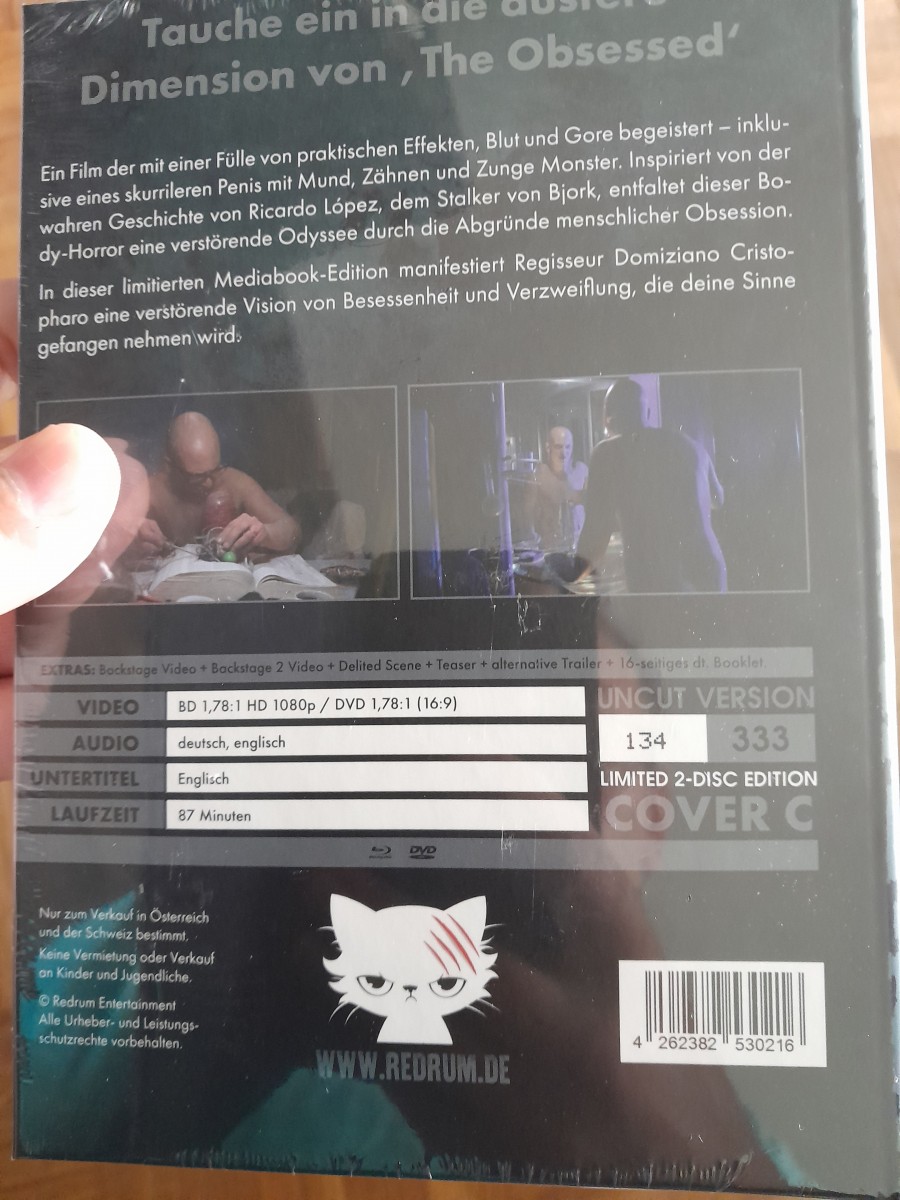 Tauche ein in die
Dimension von ‚The Obsessed‘
Ein Film der mit einer Fülle von praktischen Effekten, Blut und Gore begeistert – inklu-
sive eines skurrileren Penis mit Mund, Zähnen und Zunge Monster. Inspiriert von der
wahren Geschichte von Ricardo López, dem Stalker von Bjork, entfaltet dieser Bo-
dy-Horror eine verstörende Odyssee durch die Abgründe menschlicher Obsession.
In dieser limitierten Mediabook-Edition manifestiert Regisseur Domiziano Cristo-
pharo eine verstörende Vision von Besessenheit und Verzweiflung, die deine Sinne
gefangen nehmen wird.
EXTRAS: Backstage Video + Backstage 2 Video + Delited Scene + Teaser + alternative Trailer + 16-seitiges dt. Booklet.
VIDEO BD 1,78:1 HD 1080p / DVD 1,78:1 (16:9)
UNCUT VERSION
AUDIO deutsch, englisch
134 333
UNTERTITEL Englisch
LIMITED 2-DISC EDITION
LAUFZEIT 87 Minuten
COVER C
DVD
Nur zum Verkauf in Österreich
und der Schweiz bestimmt.
Keine Vermietung oder Verkauf
an Kinder und Jugendliche.
© Redrum Entertainment
Alle Urheber- und Leistungs-
schutzrechte vorbehalten.
WWW.REDRUM.DE
4 262382 530216